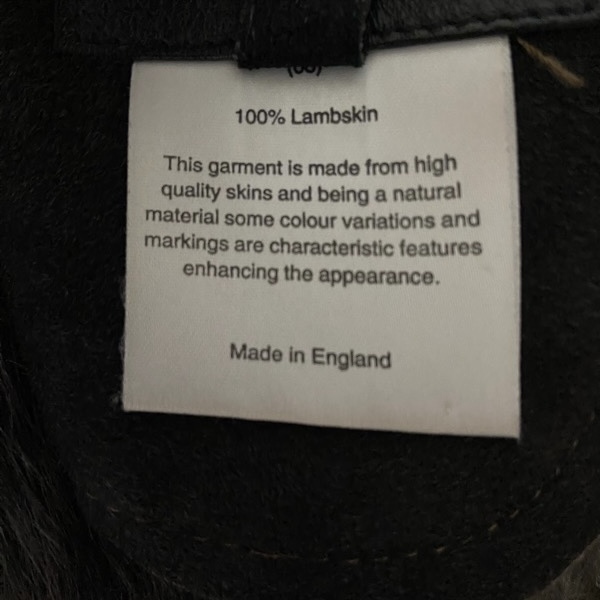 100% Lambskin
This garment is made from high
quality skins and being a natural
material some colour variations and
markings are characteristic features
enhancing the appearance.
Made in England